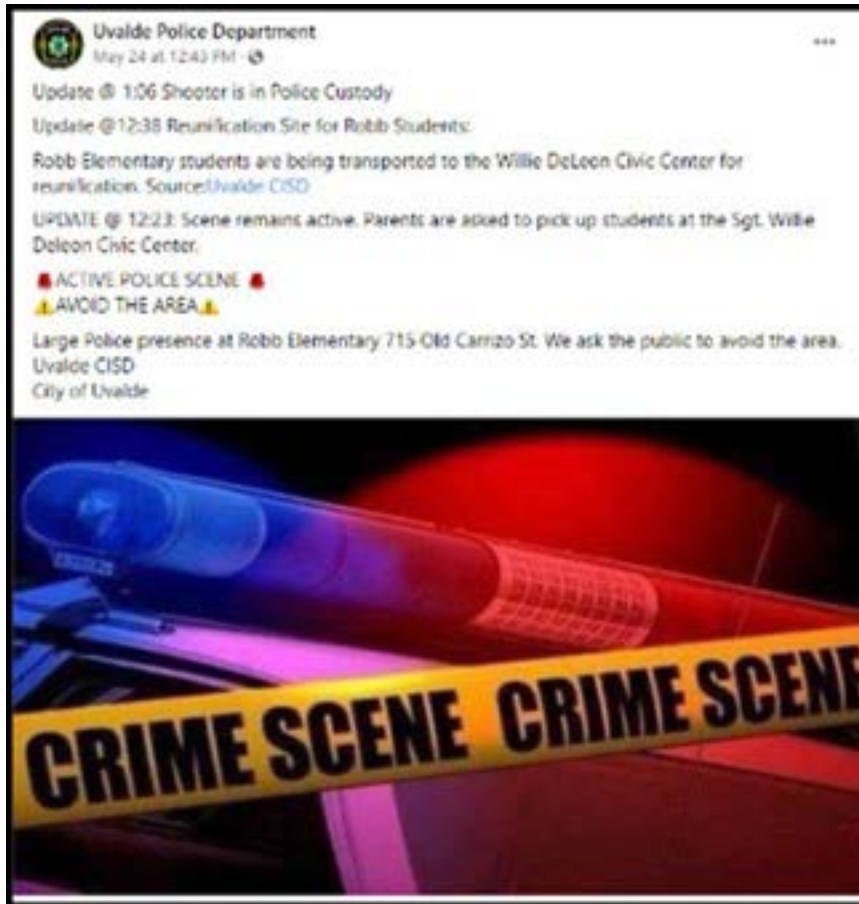 Uvalde Police Department
May 24 at 12:43 PM ·
Update @ 1:06 Shooter is in Police Custody
Update @12:38 Reunification Site for Robb Students:
Robb Elementary students are being transported to the Willie DeLeon Civic Center for
reunification. Source:Uvalde CISD
UPDATE @ 12:23: Scene remains active. Parents are asked to pick up students at the Sgt. Willie
Deleon Civic Center.
🚨ACTIVE POLICE SCENE 🚨
⚠️AVOID THE AREA⚠️
Large Police presence at Robb Elementary 715 Old Carrizo St. We ask the public to avoid the area.
Uvalde CISD
City of Uvalde
CRIME SCENE CRIME SCENE